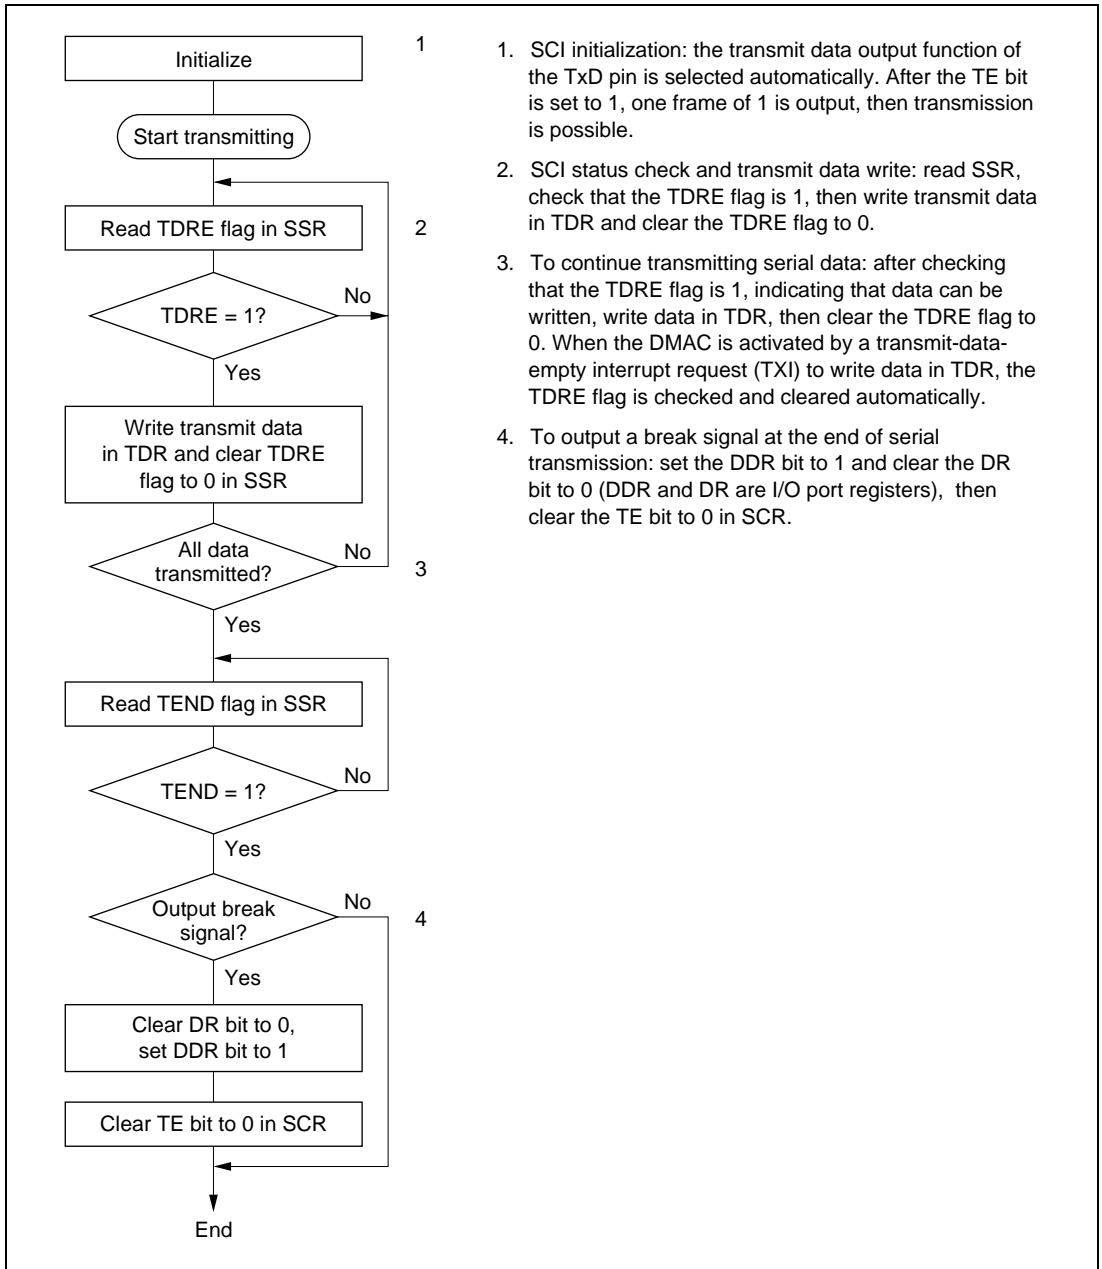 Initialize
1
Start transmitting
Read TDRE flag in SSR
2
TDRE = 1?
No
Yes
Write transmit data
in TDR and clear TDRE
flag to 0 in SSR
All data
transmitted?
No
3
Yes
Read TEND flag in SSR
TEND = 1?
No
Yes
Output break
signal?
No
4
Yes
Clear DR bit to 0,
set DDR bit to 1
Clear TE bit to 0 in SCR
End
1. SCI initialization: the transmit data output function of
the TxD pin is selected automatically. After the TE bit
is set to 1, one frame of 1 is output, then transmission
is possible.
2. SCI status check and transmit data write: read SSR,
check that the TDRE flag is 1, then write transmit data
in TDR and clear the TDRE flag to 0.
3. To continue transmitting serial data: after checking
that the TDRE flag is 1, indicating that data can be
written, write data in TDR, then clear the TDRE flag to
0. When the DMAC is activated by a transmit-data-
empty interrupt request (TXI) to write data in TDR, the
TDRE flag is checked and cleared automatically.
4. To output a break signal at the end of serial
transmission: set the DDR bit to 1 and clear the DR
bit to 0 (DDR and DR are I/O port registers),  then
clear the TE bit to 0 in SCR.